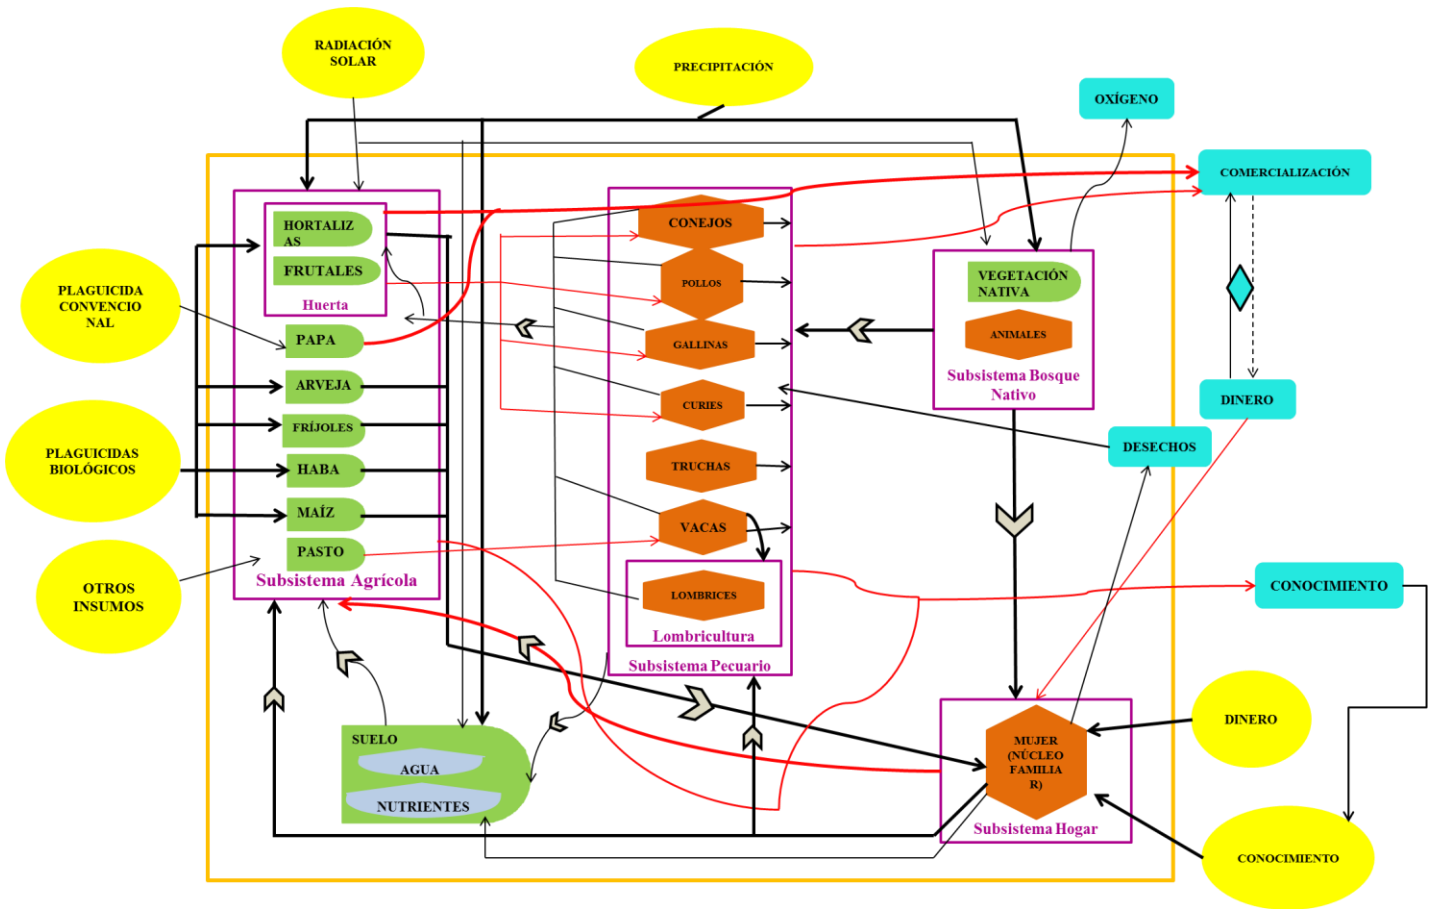 RADIACIÓN
SOLAR
PRECIPITACIÓN
OXÍGENO
COMERCIALIZACIÓN
HORTALIZ
AS
FRUTALES
Huerta
PLAGUICIDA
CONVENCIO
NAL
PAPA
ARVEJA
FRÍJOLES
PLAGUICIDAS
BIOLÓGICOS
HABA
MAÍZ
PASTO
Subsistema Agrícola
OTROS
INSUMOS
CONEJOS
POLLOS
GALLINAS
CURIES
TRUCHAS
VACAS
LOMBRICES
Lombricultura
Subsistema Pecuario
VEGETACIÓN
NATIVA
ANIMALES
Subsistema Bosque
Nativo
DINERO
DESECHOS
CONOCIMIENTO
SUELO
AGUA
NUTRIENTES
MUJER
(NÚCLEO
FAMILIA
R)
Subsistema Hogar
DINERO
CONOCIMIENTO